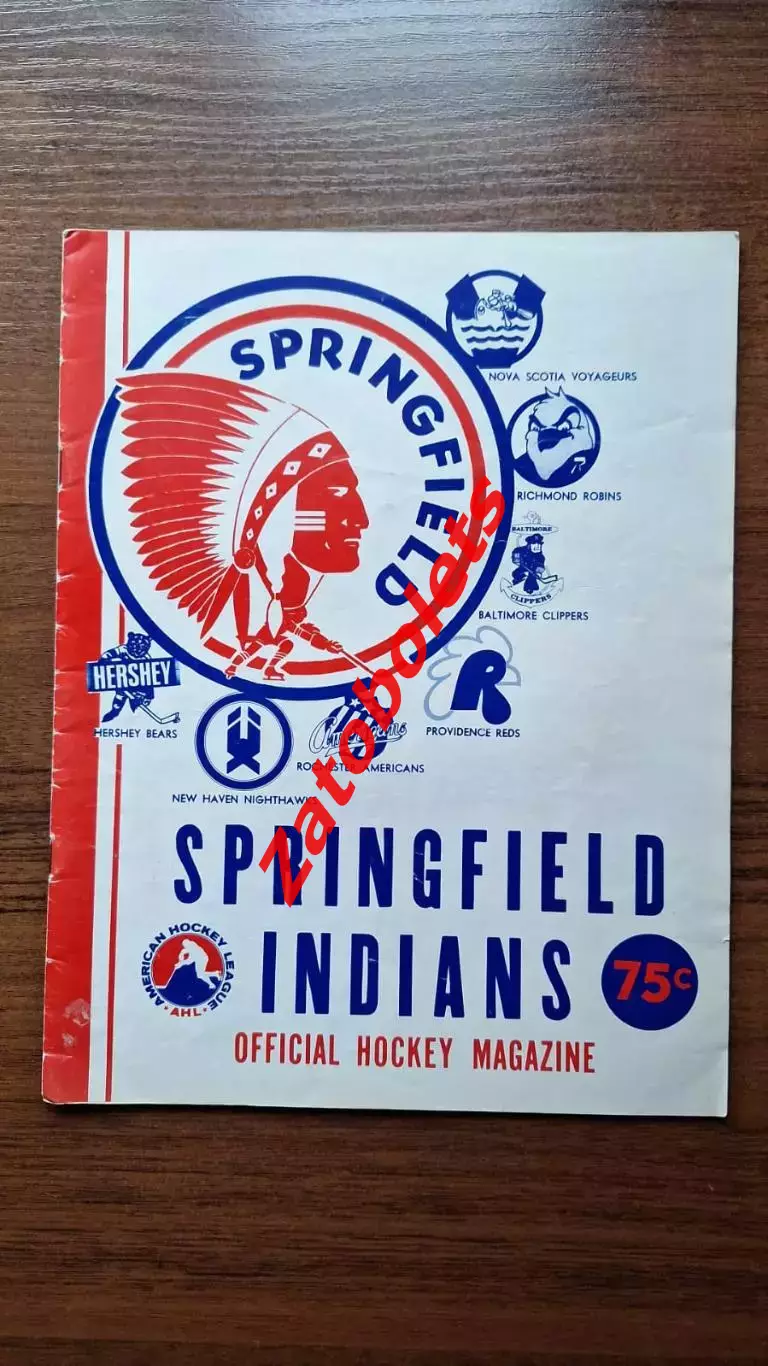 SPRINGFIELD
NOVA SCOTIA VOYAGEURS
RICHMOND ROBINS
BALTIMORE
CLIPPERS
BALTIMORE CLIPPERS
HERSHEY
HERSHEY BEARS
R
PROVIDENCE REDS
Americans
ROCHESTER AMERICANS
NEW HAVEN NIGHTHAWKS
Zatobolets
SPRINGFIELD
INDIANS
75c
AMERICAN HOCKEY LEAGUE
AHL
OFFICIAL HOCKEY MAGAZINE